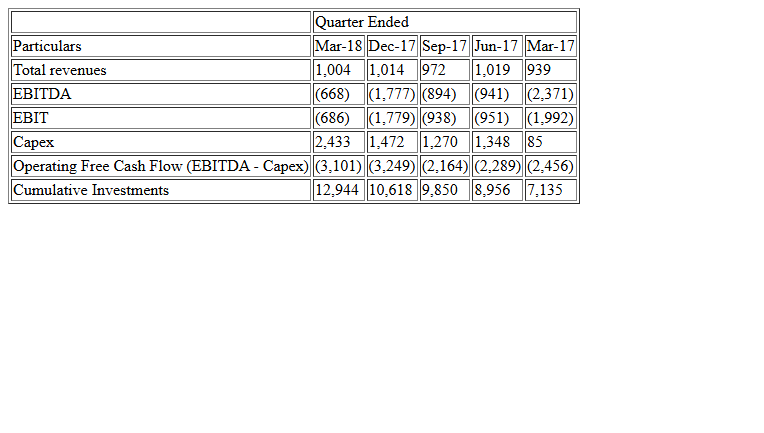 Quarter Ended
Particulars Mar-18 Dec-17 Sep-17 Jun-17 Mar-17
Total revenues 1,004 1,014 972 1,019 939
EBITDA (668) (1,777) (894) (941) (2,371)
EBIT (686) (1,779) (938) (951) (1,992)
Capex 2,433 1,472 1,270 1,348 85
Operating Free Cash Flow (EBITDA - Capex) (3,101) (3,249) (2,164) (2,289) (2,456)
Cumulative Investments 12,944 10,618 9,850 8,956 7,135